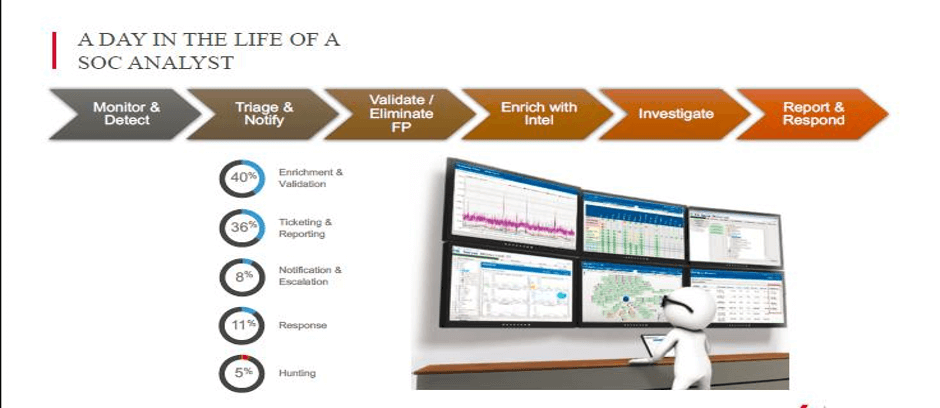 A DAY IN THE LIFE OF A
SOC ANALYST
Monitor &
Detect
Triage &
Notify
Validate /
Eliminate
FP
Enrich with
Intel
Investigate
Report &
Respond
40%
Enrichment &
Validation
36%
Ticketing &
Reporting
8%
Notification &
Escalation
11%
Response
5%
Hunting